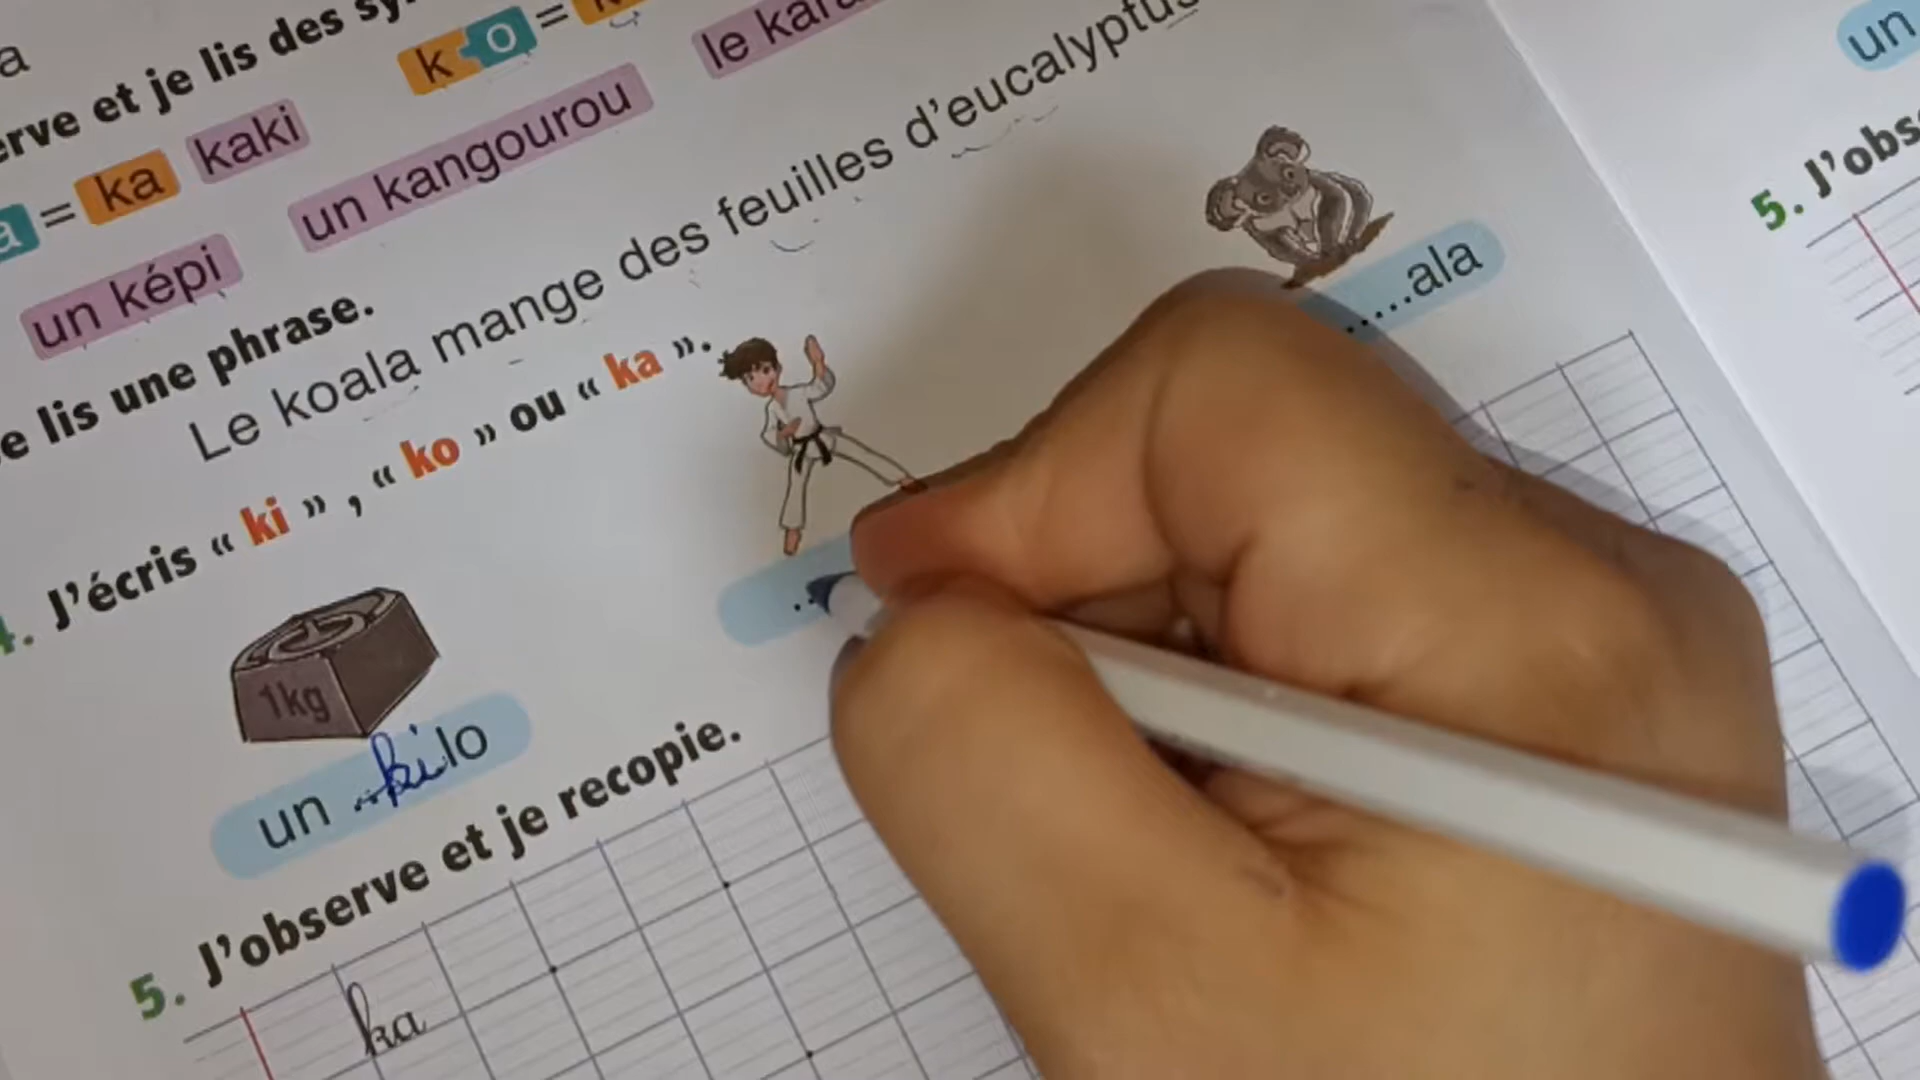 a
erve et je lis des sy
k o =
le kara
a = ka kaki
un kangourou
un képi
e lis une phrase.
Le koala mange des feuilles d'eucalyptus
4. J'écris « ki » , « ko » ou « ka ».
1kg
un ..kilo
..
.....ala
5. J'observe et je recopie.
ka
un
5. J'obs